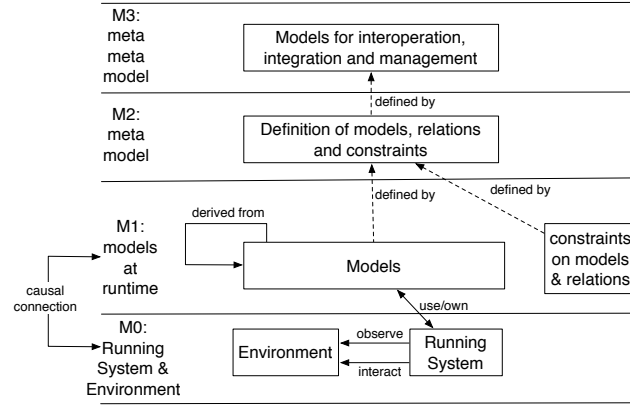 M3:
meta
meta
model
Models for interoperation,
integration and management
defined by
M2:
meta
model
Definition of models, relations
and constraints
defined by
defined by
derived from
M1:
models
at
runtime
Models
constraints
on models
& relations
causal
connection
use/own
M0:
Running
System &
Environment
Environment
observe
interact
Running
System